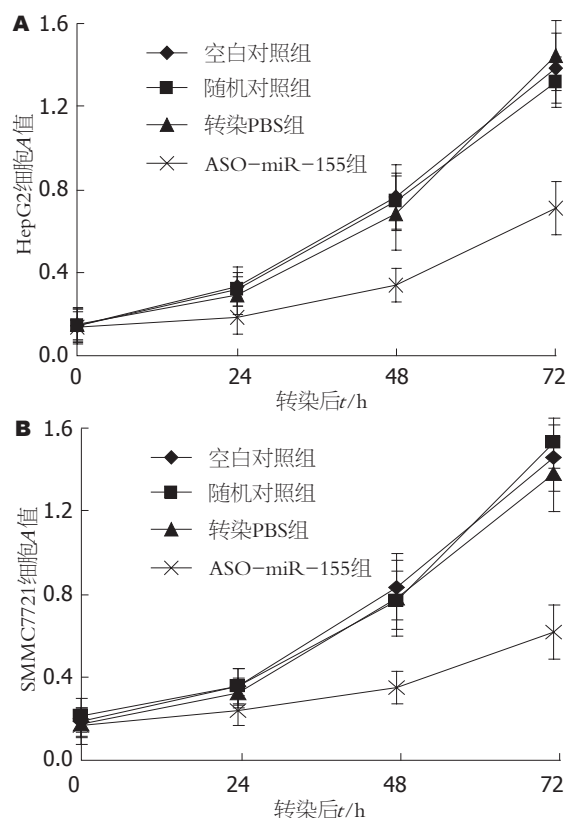 A
1.6
1.2
0.8
0.4
0.0
HepG2细胞A值
空白对照组
随机对照组
转染PBS组
ASO-miR-155组
0 24 48 72
转染后t/h
B
1.6
1.2
0.8
0.4
0.0
SMMC7721细胞A值
空白对照组
随机对照组
转染PBS组
ASO-miR-155组
0 24 48 72
转染后t/h